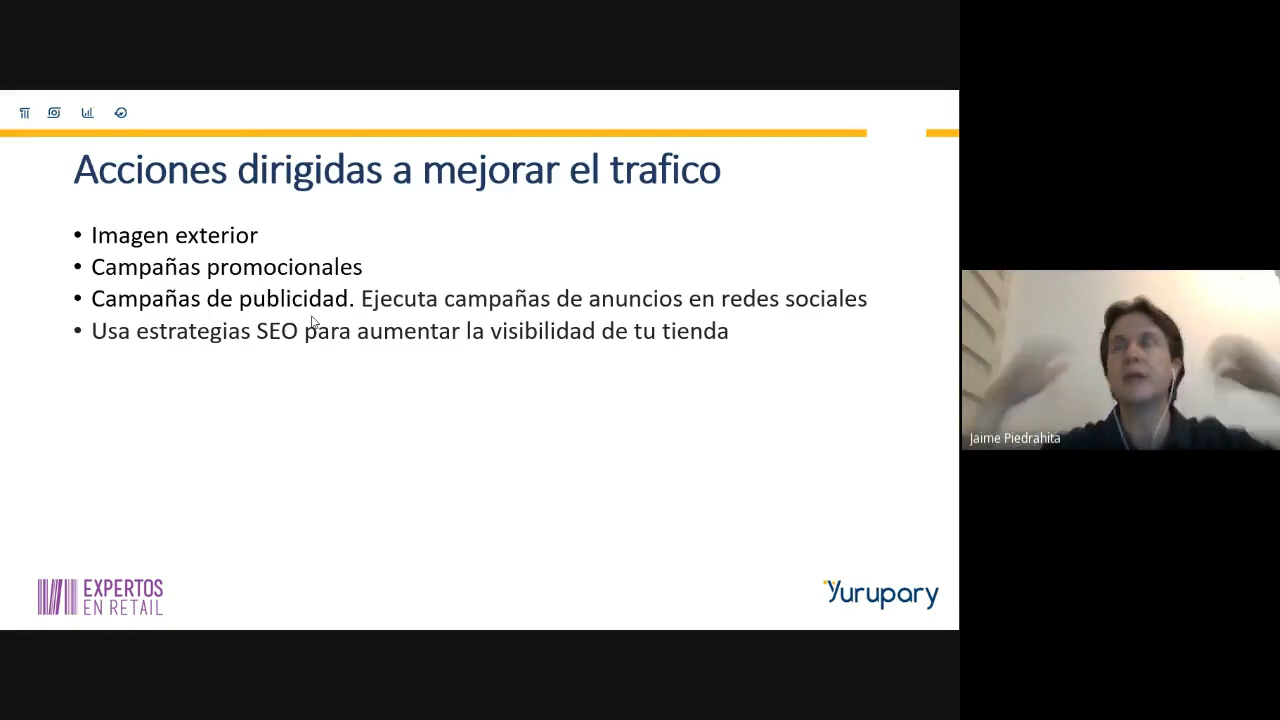 Acciones dirigidas a mejorar el trafico
• Imagen exterior
• Campañas promocionales
• Campañas de publicidad. Ejecuta campañas de anuncios en redes sociales
• Usa estrategias SEO para aumentar la visibilidad de tu tienda
Jaime Piedrahita
EXPERTOS
EN RETAIL
Yurupary